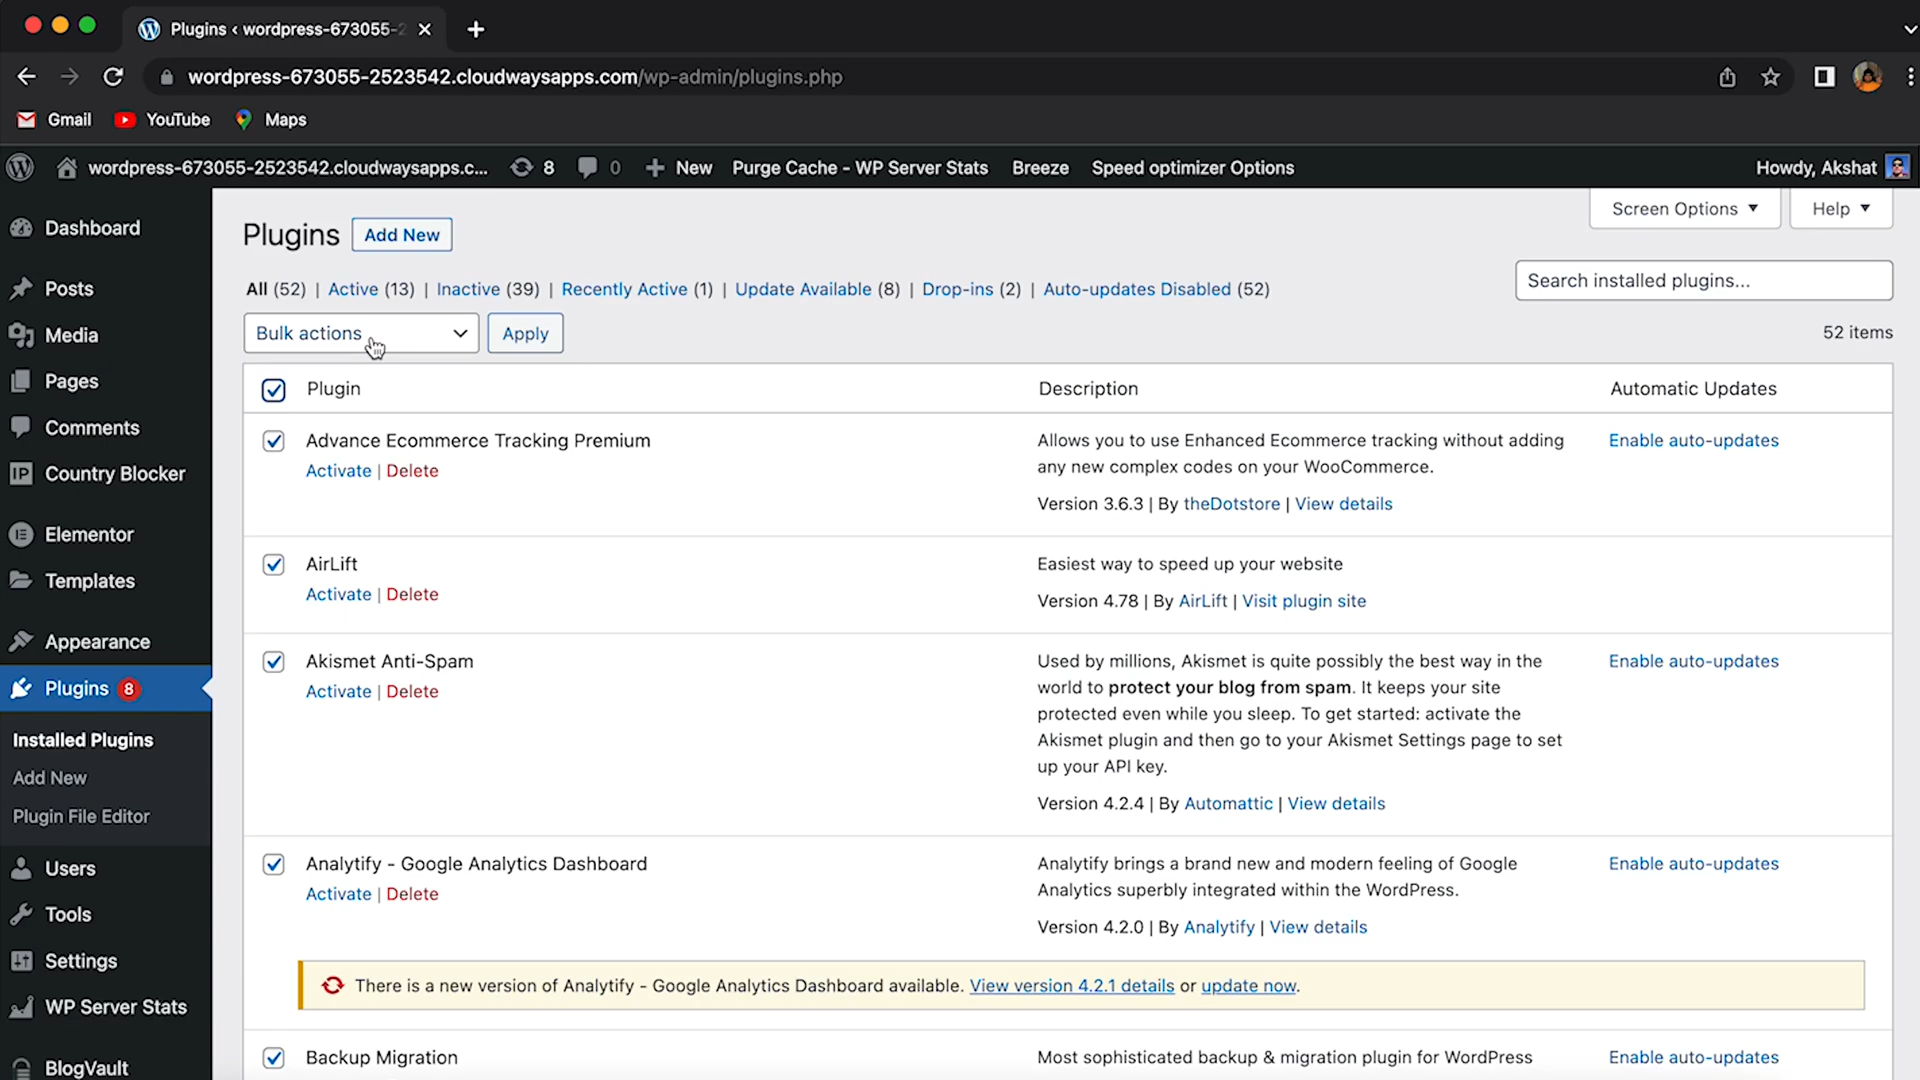 Plugins ‹ wordpress-673055-2
wordpress-673055-2523542.cloudwaysapps.com/wp-admin/plugins.php
Gmail YouTube Maps
wordpress-673055-2523542.cloudwaysapps.c... 8 0 New Purge Cache - WP Server Stats Breeze Speed optimizer Options Howdy, Akshat
Dashboard
Posts
Media
Pages
Comments
IP Country Blocker
Elementor
Templates
Appearance
Plugins 8
Installed Plugins
Add New
Plugin File Editor
Users
Tools
Settings
WP Server Stats
BlogVault
Screen Options Help
Plugins Add New
All (52) | Active (13) | Inactive (39) | Recently Active (1) | Update Available (8) | Drop-ins (2) | Auto-updates Disabled (52)
Search installed plugins...
Bulk actions Apply 52 items
Plugin Description Automatic Updates
Advance Ecommerce Tracking Premium
Activate | Delete
Allows you to use Enhanced Ecommerce tracking without adding
any new complex codes on your WooCommerce.
Version 3.6.3 | By theDotstore | View details
Enable auto-updates
AirLift
Activate | Delete
Easiest way to speed up your website
Version 4.78 | By AirLift | Visit plugin site
Akismet Anti-Spam
Activate | Delete
Used by millions, Akismet is quite possibly the best way in the
world to protect your blog from spam. It keeps your site
protected even while you sleep. To get started: activate the
Akismet plugin and then go to your Akismet Settings page to set
up your API key.
Version 4.2.4 | By Automattic | View details
Enable auto-updates
Analytify - Google Analytics Dashboard
Activate | Delete
Analytify brings a brand new and modern feeling of Google
Analytics superbly integrated within the WordPress.
Version 4.2.0 | By Analytify | View details
Enable auto-updates
There is a new version of Analytify - Google Analytics Dashboard available. View version 4.2.1 details or update now.
Backup Migration
Most sophisticated backup & migration plugin for WordPress
Enable auto-updates